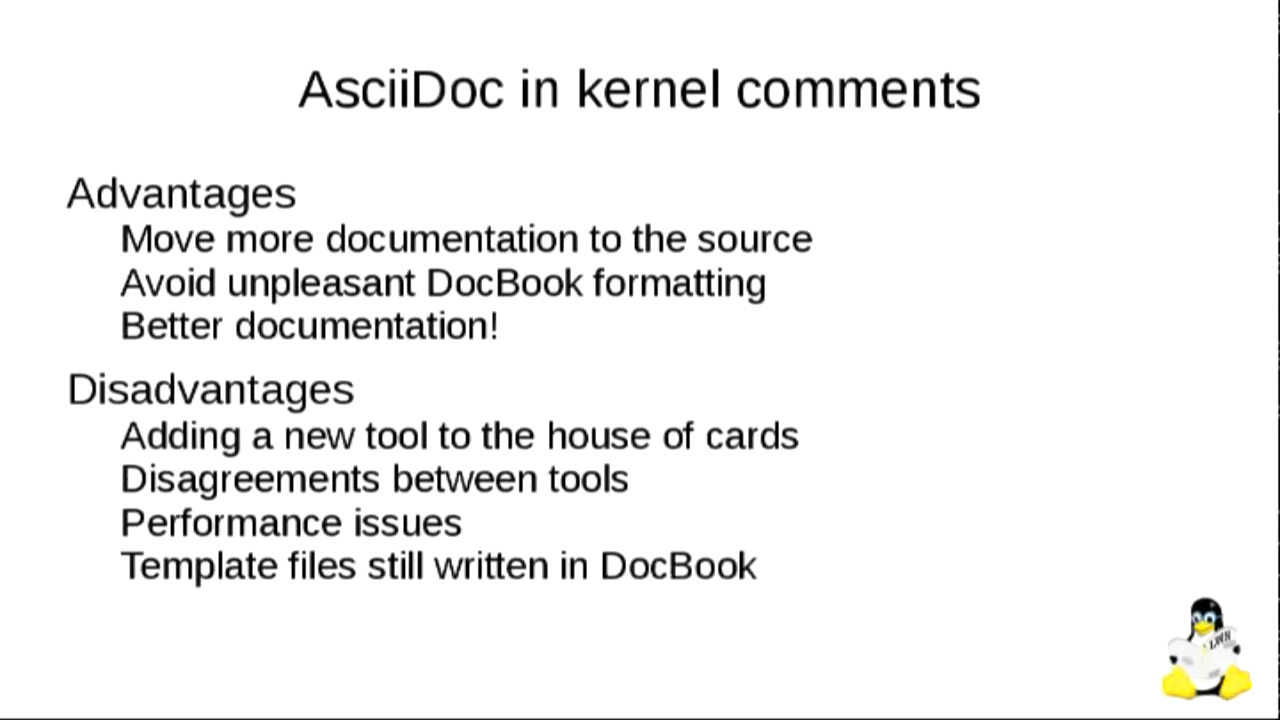 AsciiDoc in kernel comments
Advantages
Move more documentation to the source
Avoid unpleasant DocBook formatting
Better documentation!
Disadvantages
Adding a new tool to the house of cards
Disagreements between tools
Performance issues
Template files still written in DocBook
LWN